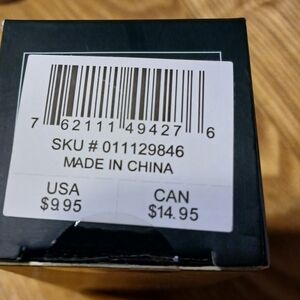 7 62111 49427 6
SKU # 011129846
MADE IN CHINA
USA
$9.95
CAN
$14.95